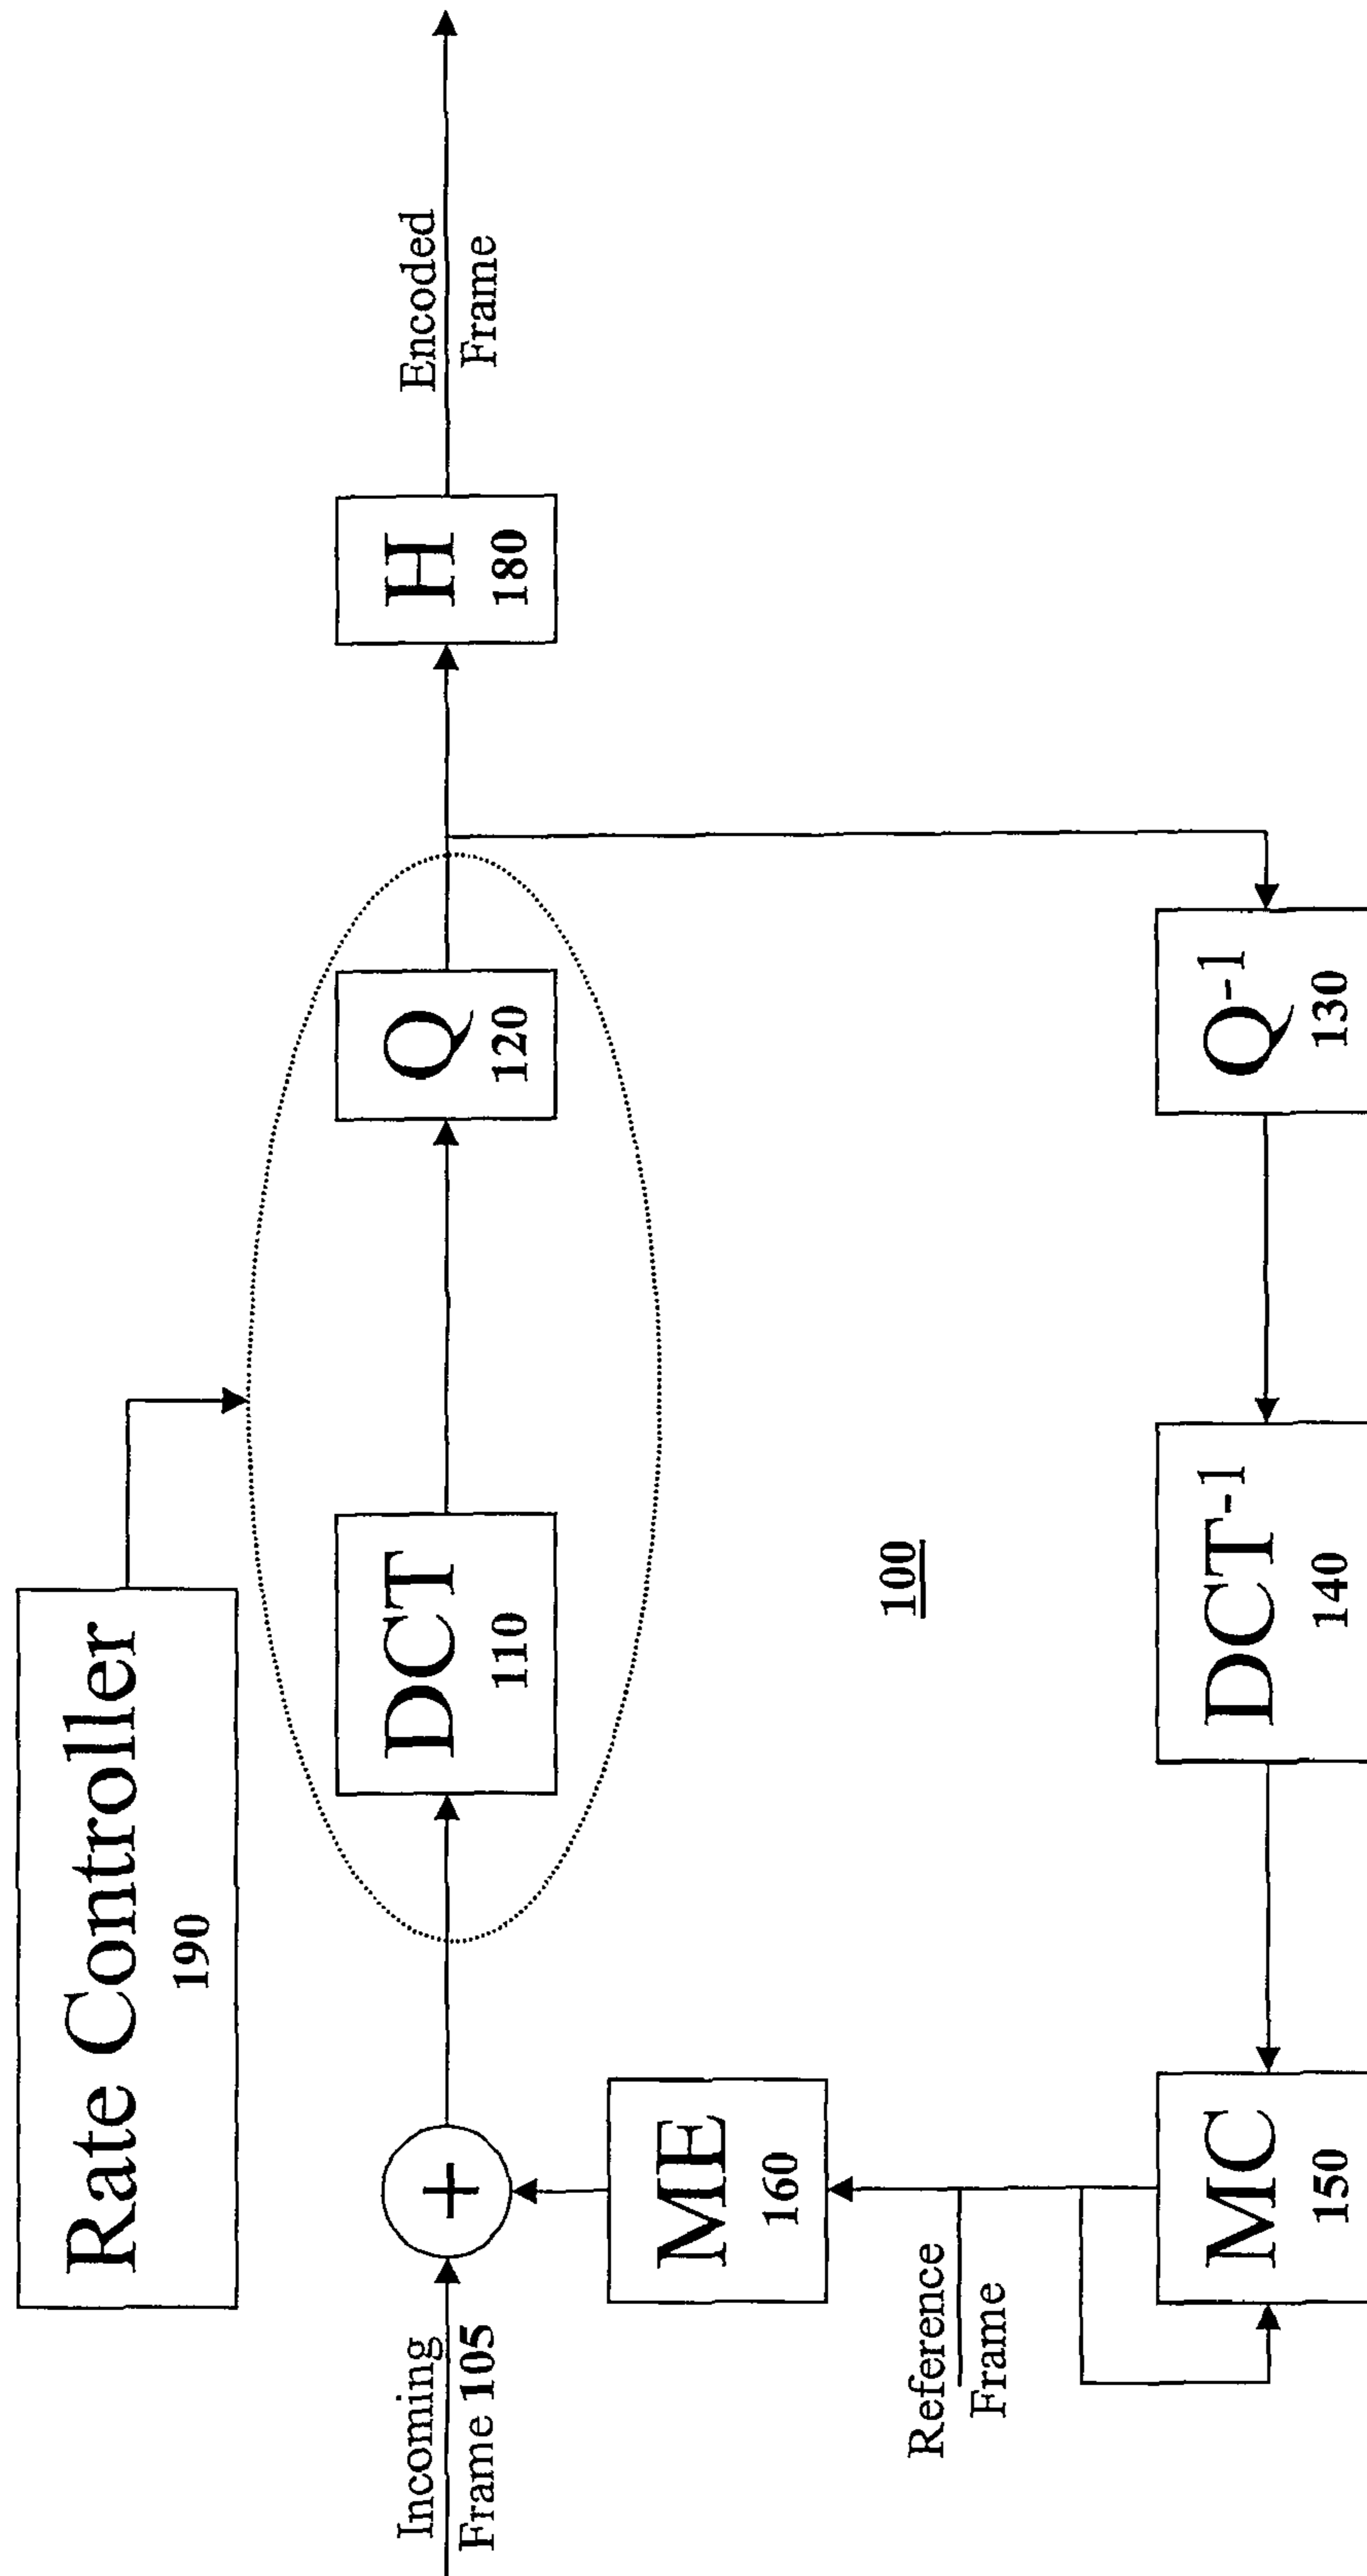 Rate Controller
190
Incoming
Frame 105
+
DCT
110
Q
120
H
180
Encoded
Frame
ME
160
100
Reference
Frame
MC
150
DCT-1
140
Q-1
130